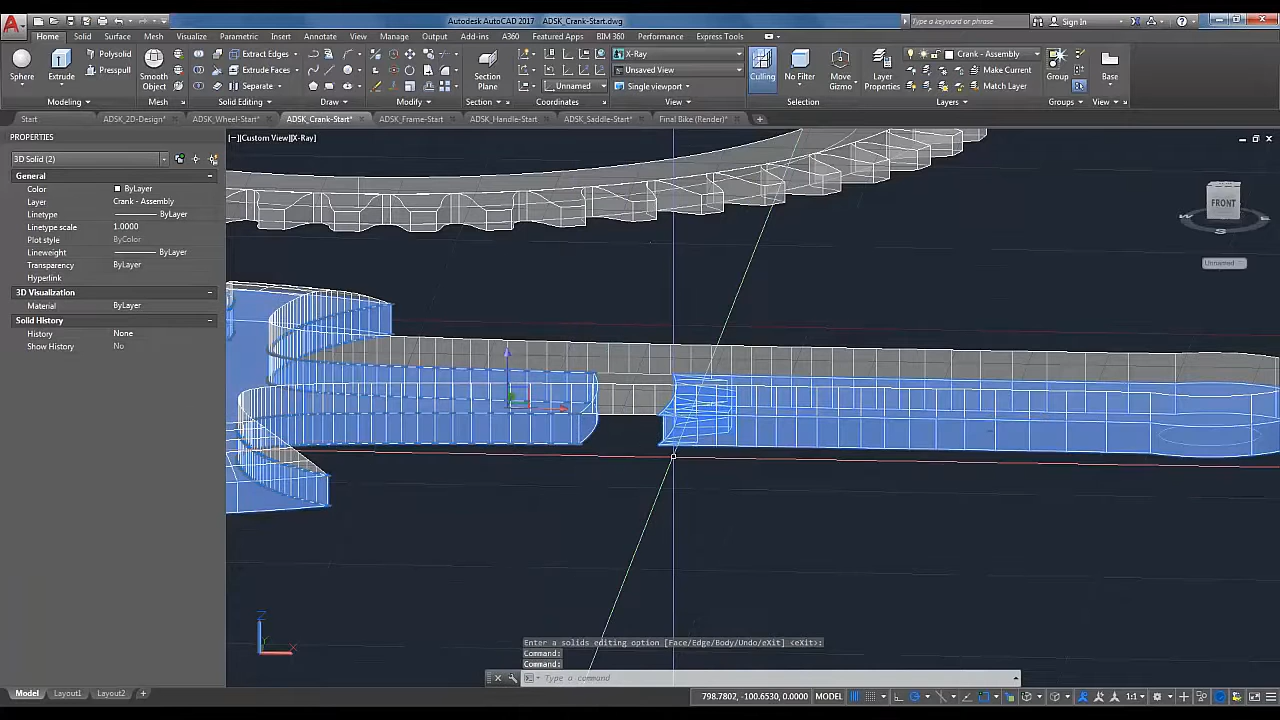 Autodesk AutoCAD 2017 ADSK_Crank-Start.dwg
Type a keyword or phrase
Sign In
Home Solid Surface Mesh Visualize Parametric Insert Annotate View Manage Output Add-ins A360 Featured Apps BIM 360 Performance Express Tools
Sphere
Extrude
Polysolid
Presspull
Smooth Object
Extract Edges
Extrude Faces
Separate
Section Plane
Unnamed
X-Ray
Unsaved View
Single viewport
Culling
No Filter
Move Gizmo
Layer Properties
Crank - Assembly
Make Current
Match Layer
Group
Base
Modeling Mesh Solid Editing Draw Modify Section Coordinates View Selection Layers Groups View
Start ADSK_2D-Design* ADSK_Wheel-Start* ADSK_Crank-Start* ADSK_Frame-Start ADSK_Handle-Start ADSK_Saddle-Start* Final Bike (Render)*
PROPERTIES
[−][Custom View][X-Ray]
3D Solid (2)
General
Color ByLayer
Layer Crank - Assembly
Linetype ByLayer
Linetype scale 1.0000
Plot style ByColor
Lineweight ByLayer
Transparency ByLayer
Hyperlink
3D Visualization
Material ByLayer
Solid History
History None
Show History No
FRONT
W
S
Unnamed
Z
Y
X
Enter a solids editing option [Face/Edge/Body/Undo/eXit] <eXit>:
Command:
Command:
Type a command
Model Layout1 Layout2
798.7802, -100.6530, 0.0000 MODEL 1:1